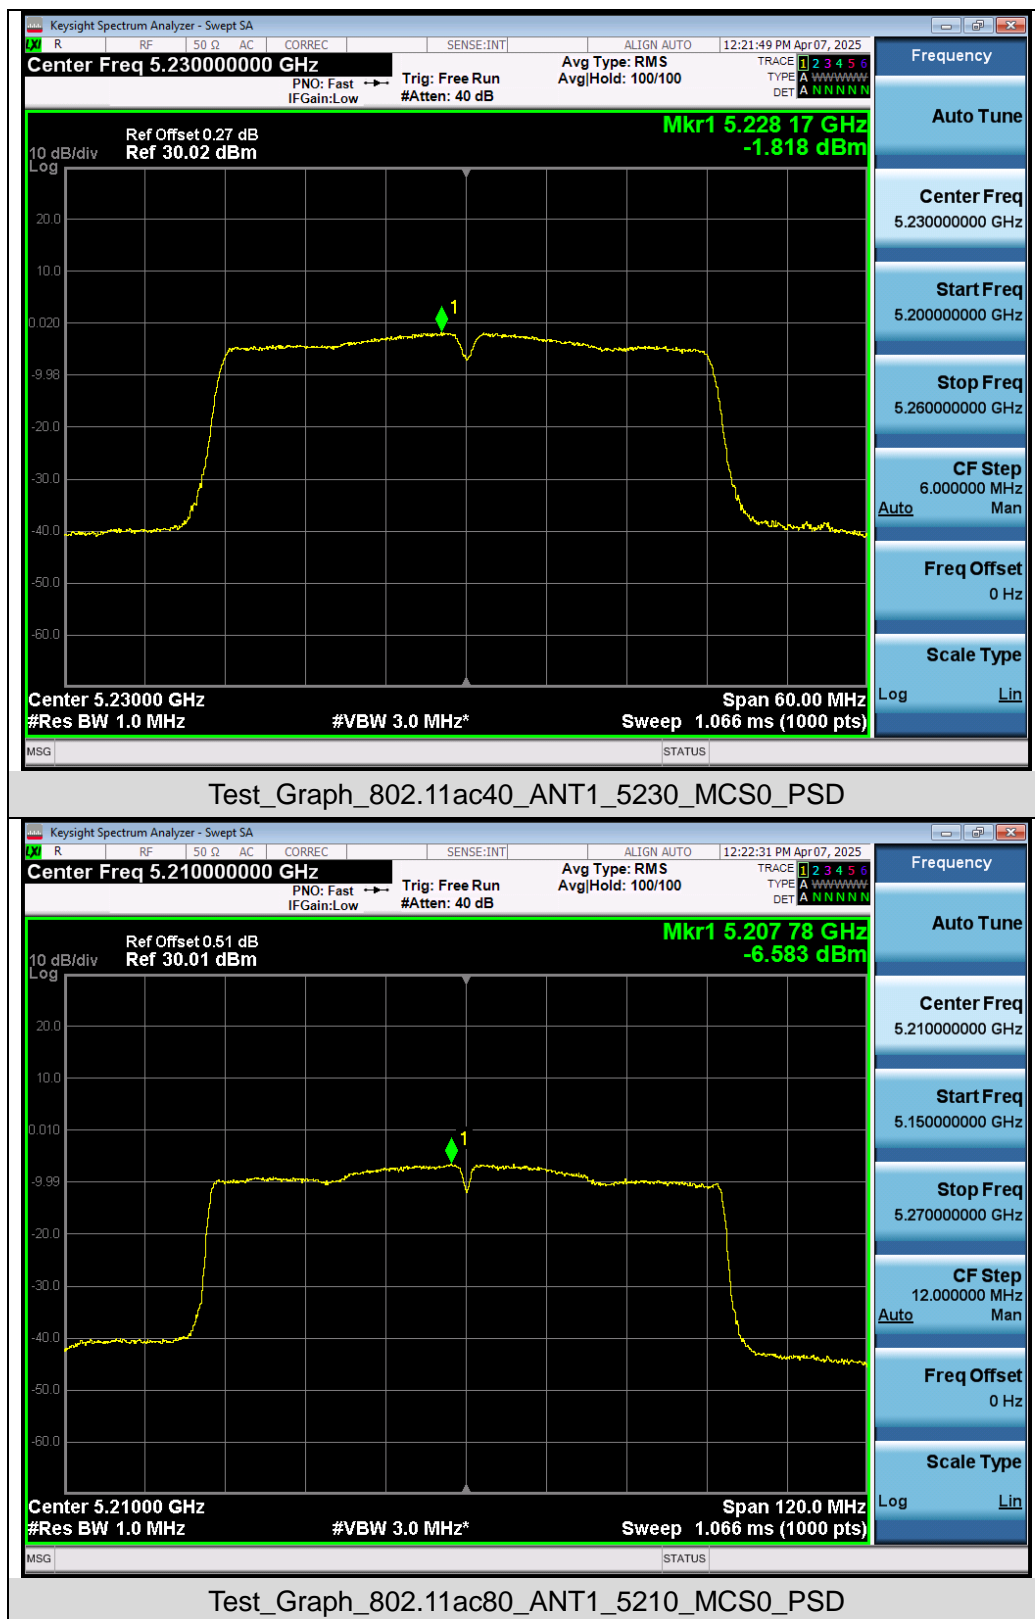 Keysight Spectrum Analyzer - Swept SA
LXI R RF 50 Ω AC CORREC SENSE:INT ALIGN AUTO 12:21:49 PM Apr 07, 2025
Center Freq 5.230000000 GHz
PNO: Fast
IFGain:Low
Trig: Free Run
#Atten: 40 dB
Avg Type: RMS
Avg|Hold: 100/100
TRACE 1 2 3 4 5 6
TYPE A WWWWW
DET A N N N N N
Mkr1 5.228 17 GHz
-1.818 dBm
Ref Offset 0.27 dB
10 dB/div Ref 30.02 dBm
Log
20.0
10.0
0.020
-9.98
-20.0
-30.0
-40.0
-50.0
-60.0
1
Center 5.23000 GHz Span 60.00 MHz
#Res BW 1.0 MHz #VBW 3.0 MHz* Sweep 1.066 ms (1000 pts)
MSG STATUS
Frequency
Auto Tune
Center Freq
5.230000000 GHz
Start Freq
5.200000000 GHz
Stop Freq
5.260000000 GHz
CF Step
6.000000 MHz
Auto Man
Freq Offset
0 Hz
Scale Type
Log Lin
Test_Graph_802.11ac40_ANT1_5230_MCS0_PSD
Keysight Spectrum Analyzer - Swept SA
LXI R RF 50 Ω AC CORREC SENSE:INT ALIGN AUTO 12:22:31 PM Apr 07, 2025
Center Freq 5.210000000 GHz
PNO: Fast
IFGain:Low
Trig: Free Run
#Atten: 40 dB
Avg Type: RMS
Avg|Hold: 100/100
TRACE 1 2 3 4 5 6
TYPE A WWWWW
DET A N N N N N
Mkr1 5.207 78 GHz
-6.583 dBm
Ref Offset 0.51 dB
10 dB/div Ref 30.01 dBm
Log
20.0
10.0
0.010
-9.99
-20.0
-30.0
-40.0
-50.0
-60.0
1
Center 5.21000 GHz Span 120.0 MHz
#Res BW 1.0 MHz #VBW 3.0 MHz* Sweep 1.066 ms (1000 pts)
MSG STATUS
Frequency
Auto Tune
Center Freq
5.210000000 GHz
Start Freq
5.150000000 GHz
Stop Freq
5.270000000 GHz
CF Step
12.000000 MHz
Auto Man
Freq Offset
0 Hz
Scale Type
Log Lin
Test_Graph_802.11ac80_ANT1_5210_MCS0_PSD